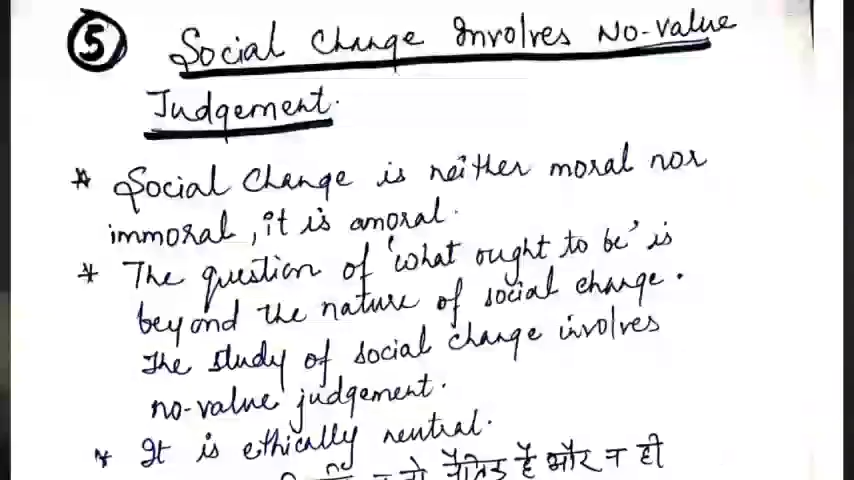 5 Social Change Involves No-Value
Judgement.
* Social Change is neither moral nor
immoral, it is amoral.
* The question of 'what ought to be' is
beyond the nature of social change.
The study of social change involves
no-value judgement.
* It is ethically neutral.
न तो नैतिक है और न ही